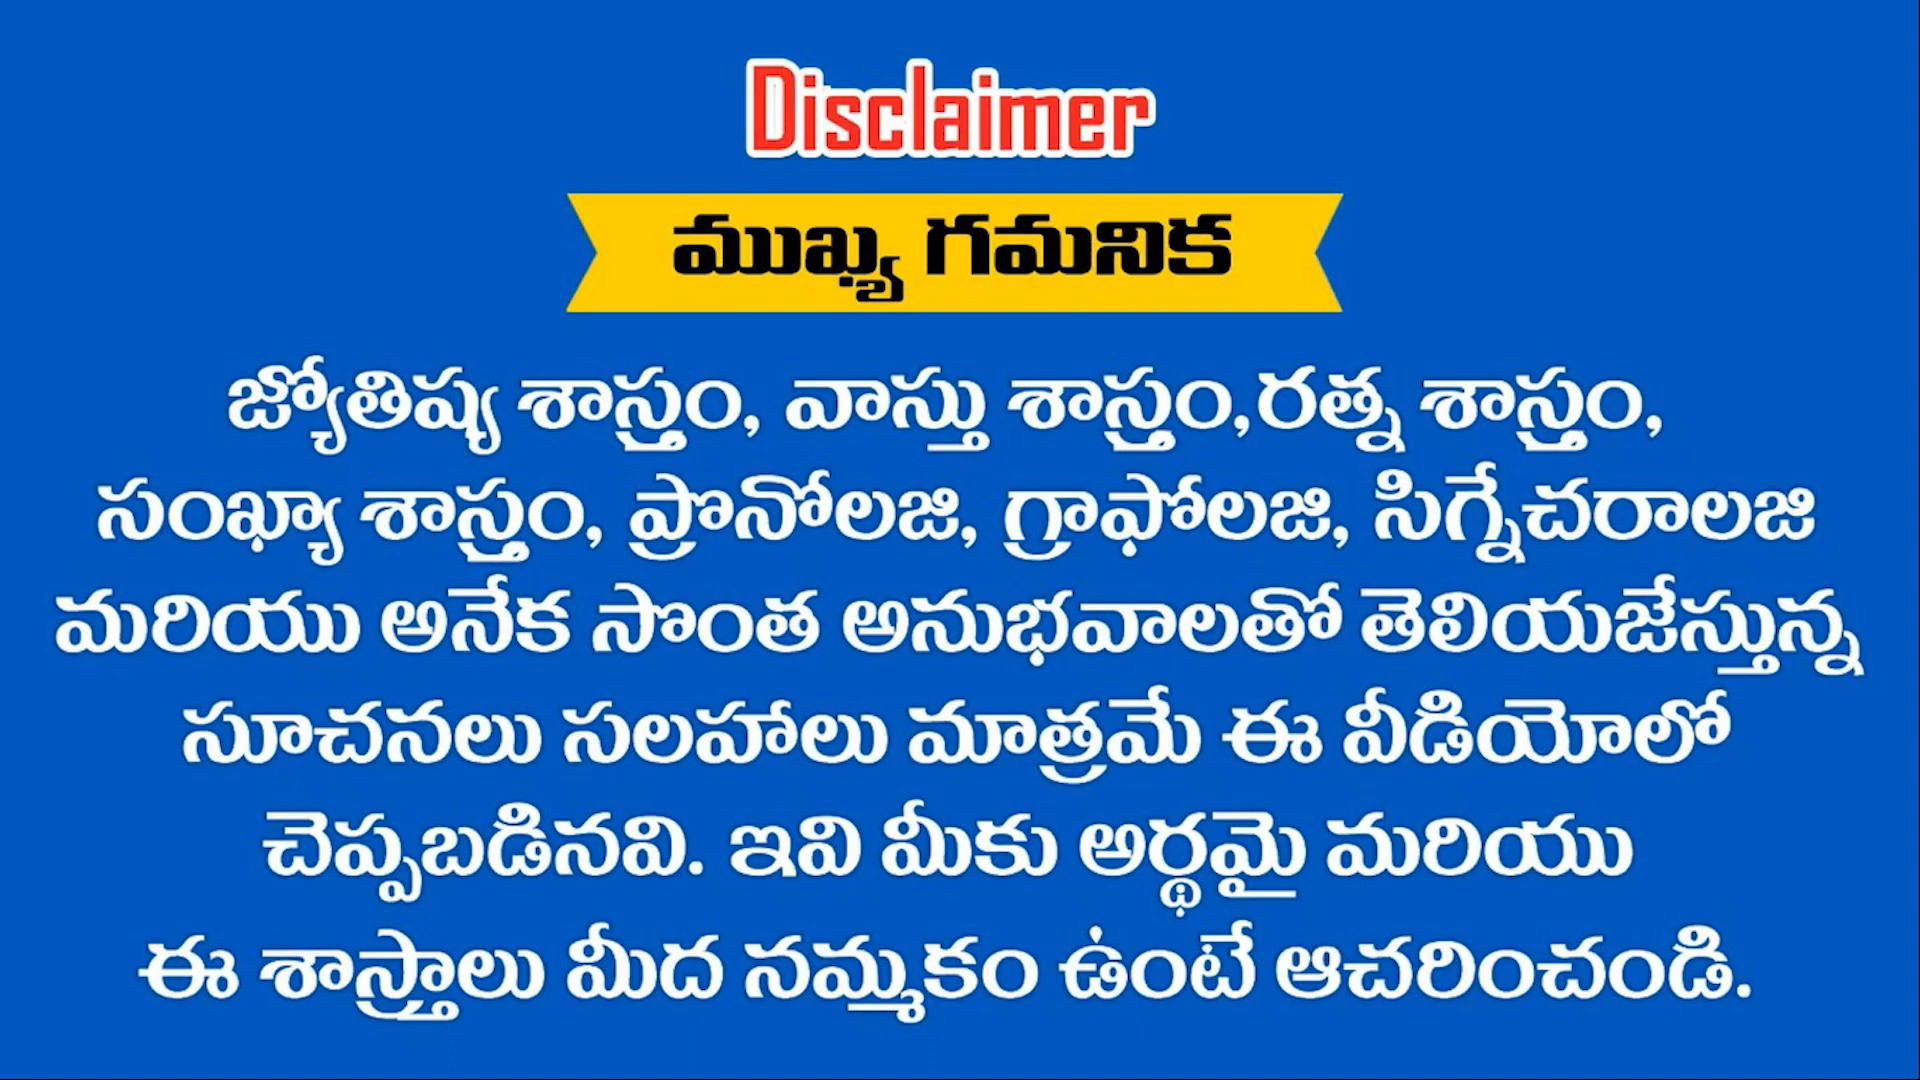 Disclaimer
ముఖ్య గమనిక
జ్యోతిష్య శాస్త్రం, వాస్తు శాస్త్రం,రత్న శాస్త్రం,
సంఖ్యా శాస్త్రం, ప్రొనోలజి, గ్రాఫోలజి, సిగ్నేచరాలజి
మరియు అనేక సొంత అనుభవాలతో తెలియజేస్తున్న
సూచనలు సలహాలు మాత్రమే ఈ వీడియోలో
చెప్పబడినవి. ఇవి మీకు అర్థమై మరియు
ఈ శాస్త్రాలు మీద నమ్మకం ఉంటే ఆచరించండి.